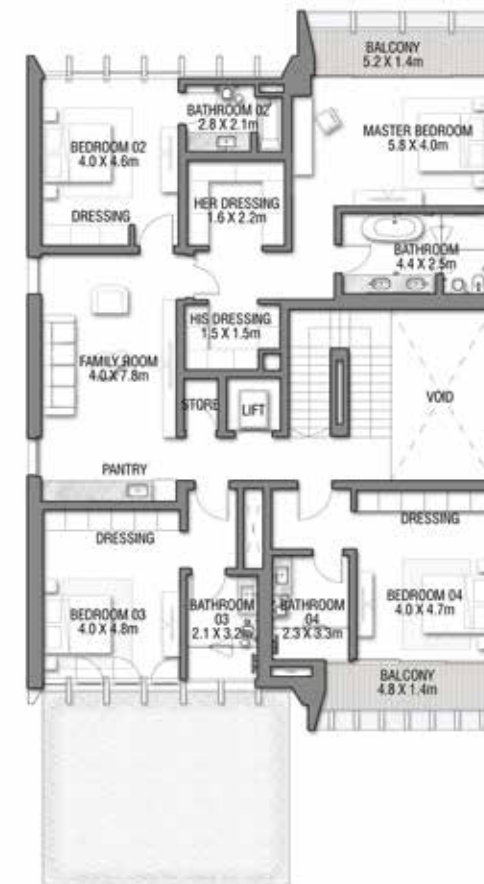 BALCONY
5.2 X 1.4m
BATHROOM 02
2.8 X 2.1m
MASTER BEDROOM
5.8 X 4.0m
BEDROOM 02
4.0 X 4.6m
HER DRESSING
1.6 X 2.2m
DRESSING
BATHROOM
4.4 X 2.5m
HIS DRESSING
1.5 X 1.5m
FAMILY ROOM
4.0 X 7.8m
STORE
LIFT
VOID
PANTRY
DRESSING
DRESSING
BEDROOM 03
4.0 X 4.8m
BATHROOM
03
2.1 X 3.2m
BATHROOM
04
2.3 X 3.3m
BEDROOM 04
4.0 X 4.7m
BALCONY
4.8 X 1.4m